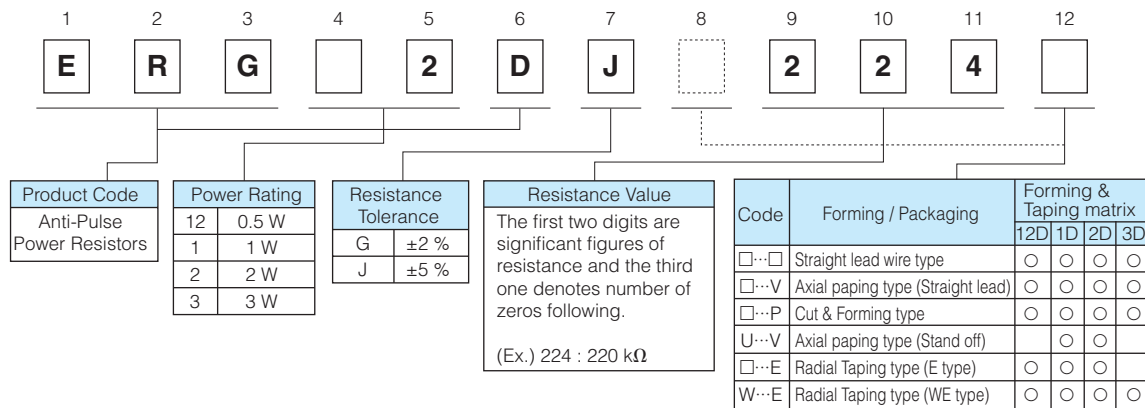 1 2 3 4 5 6 7 8 9 10 11 12
E R G 2 D J 2 2 4
Product Code
Anti-Pulse
Power Resistors
Power Rating
12 0.5 W
1 1 W
2 2 W
3 3 W
Resistance
Tolerance
G ±2 %
J ±5 %
Resistance Value
The first two digits are
significant figures of
resistance and the third
one denotes number of
zeros following.
(Ex.) 224 : 220 kΩ
Code Forming / Packaging Forming &
Taping matrix
12D 1D 2D 3D
□···□ Straight lead wire type ○ ○ ○ ○
□···V Axial paping type (Straight lead) ○ ○ ○ ○
□···P Cut & Forming type ○ ○ ○ ○
U···V Axial paping type (Stand off) ○ ○
□···E Radial Taping type (E type) ○ ○ ○
W···E Radial Taping type (WE type) ○ ○ ○ ○